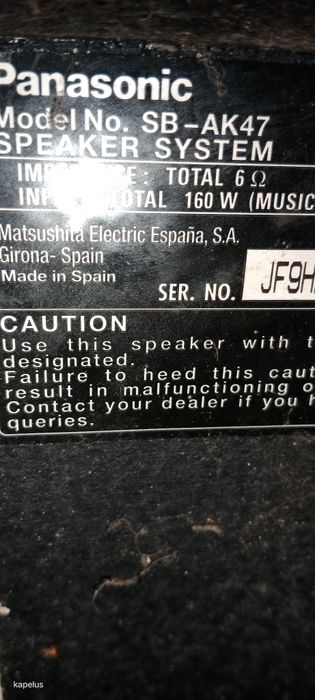 Panasonic
Model No. SB-AK47
SPEAKER SYSTEM
: TOTAL 6 Ω
TOTAL 160 W (MUSIC
Matsushita Electric España, S.A.
Girona- Spain
Made in Spain
SER. NO. JF9H
CAUTION
Use this speaker with t
designated.
Failure to heed this caut
result in malfunctioning o
Contact your dealer if you h
queries.
kapelus